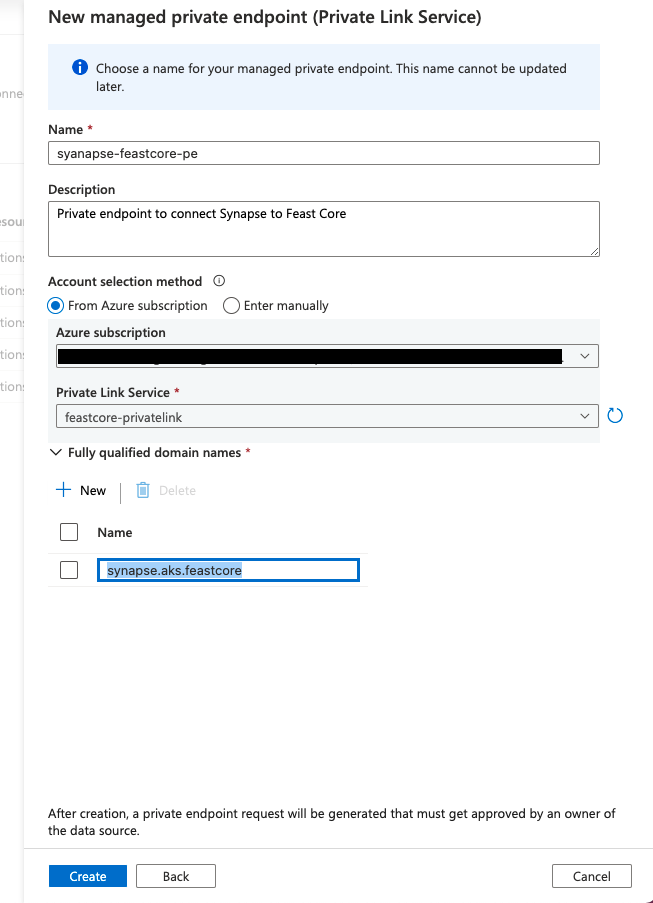 New managed private endpoint (Private Link Service)
Choose a name for your managed private endpoint. This name cannot be updated
later.
Name *
syanapse-feastcore-pe
Description
Private endpoint to connect Synapse to Feast Core
Account selection method
From Azure subscription Enter manually
Azure subscription
Private Link Service *
feastcore-privatelink
Fully qualified domain names *
New Delete
Name
synapse.aks.feastcore
After creation, a private endpoint request will be generated that must get approved by an owner of
the data source.
Create Back Cancel